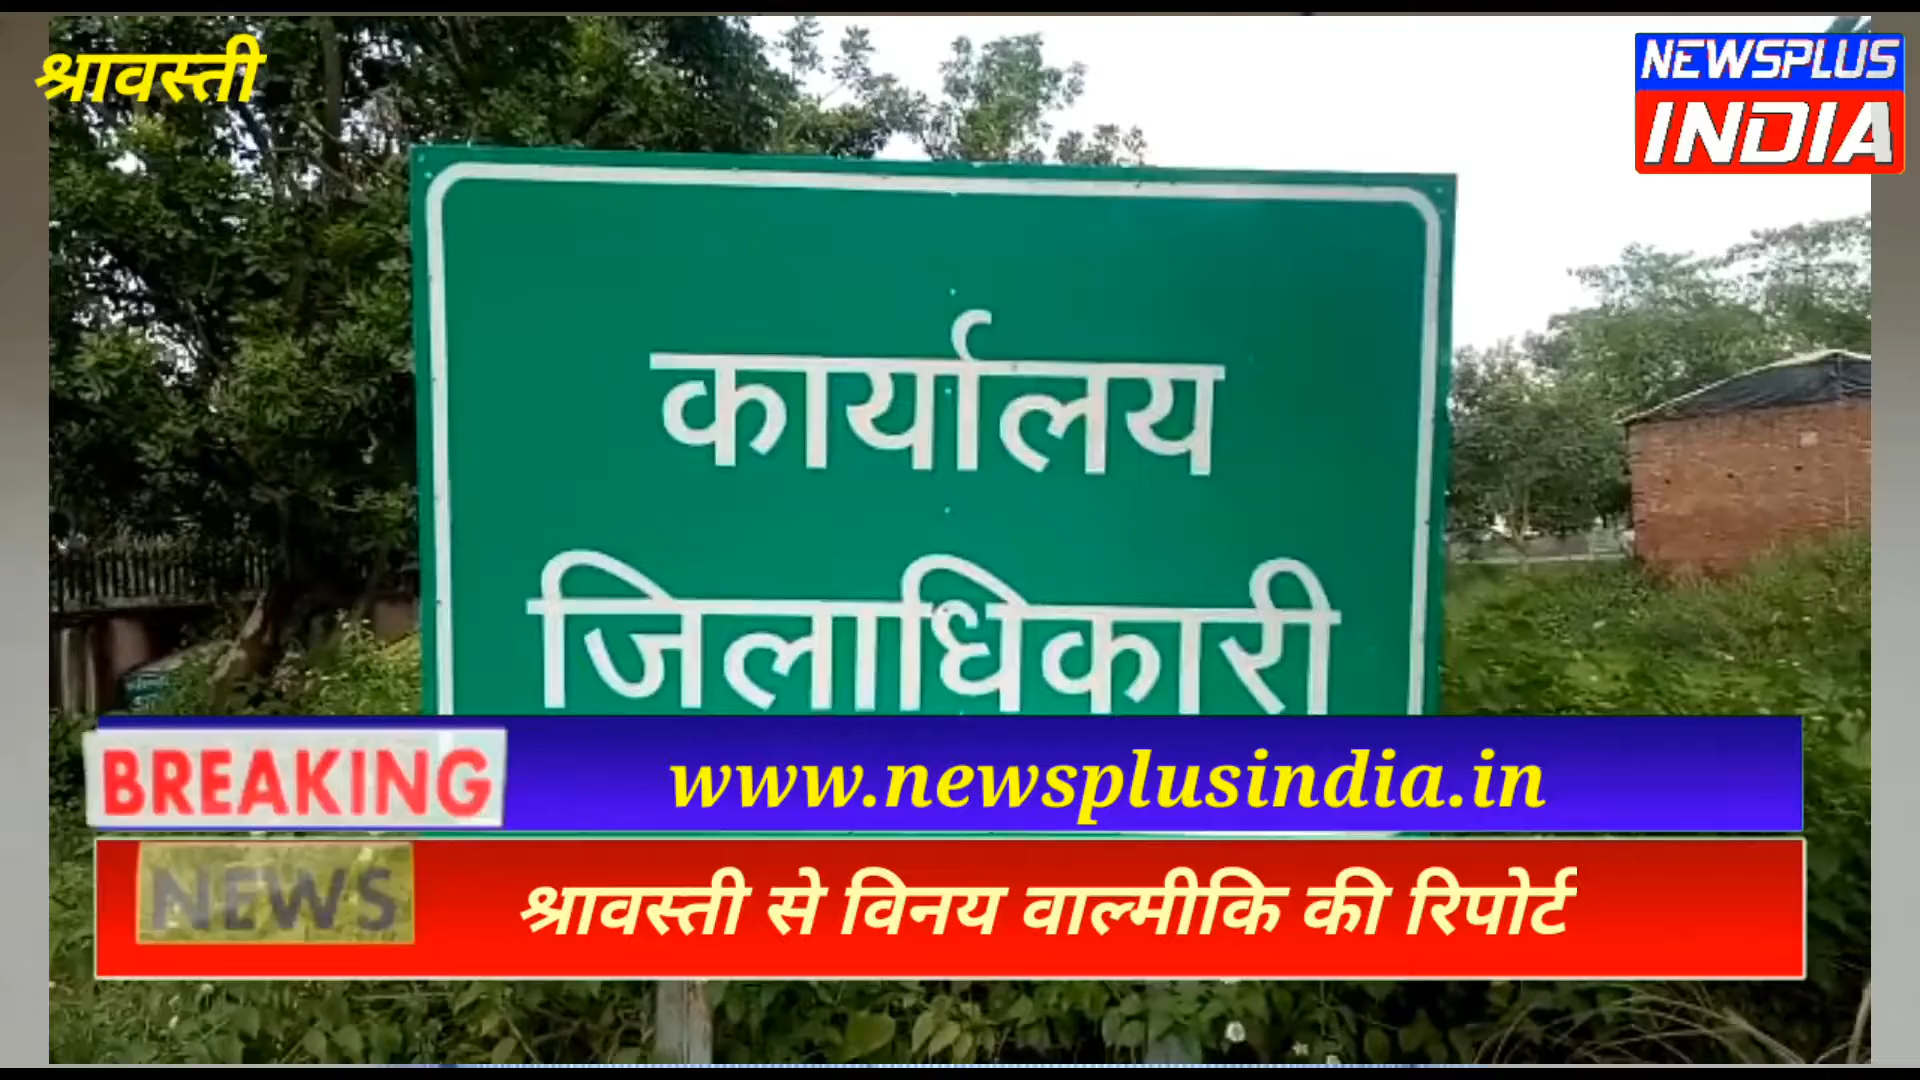 श्रावस्ती
NEWSPLUS
INDIA
कार्यालय
जिलाधिकारी
BREAKING
www.newsplusindia.in
NEWS
श्रावस्ती से विनय वाल्मीकि की रिपोर्ट